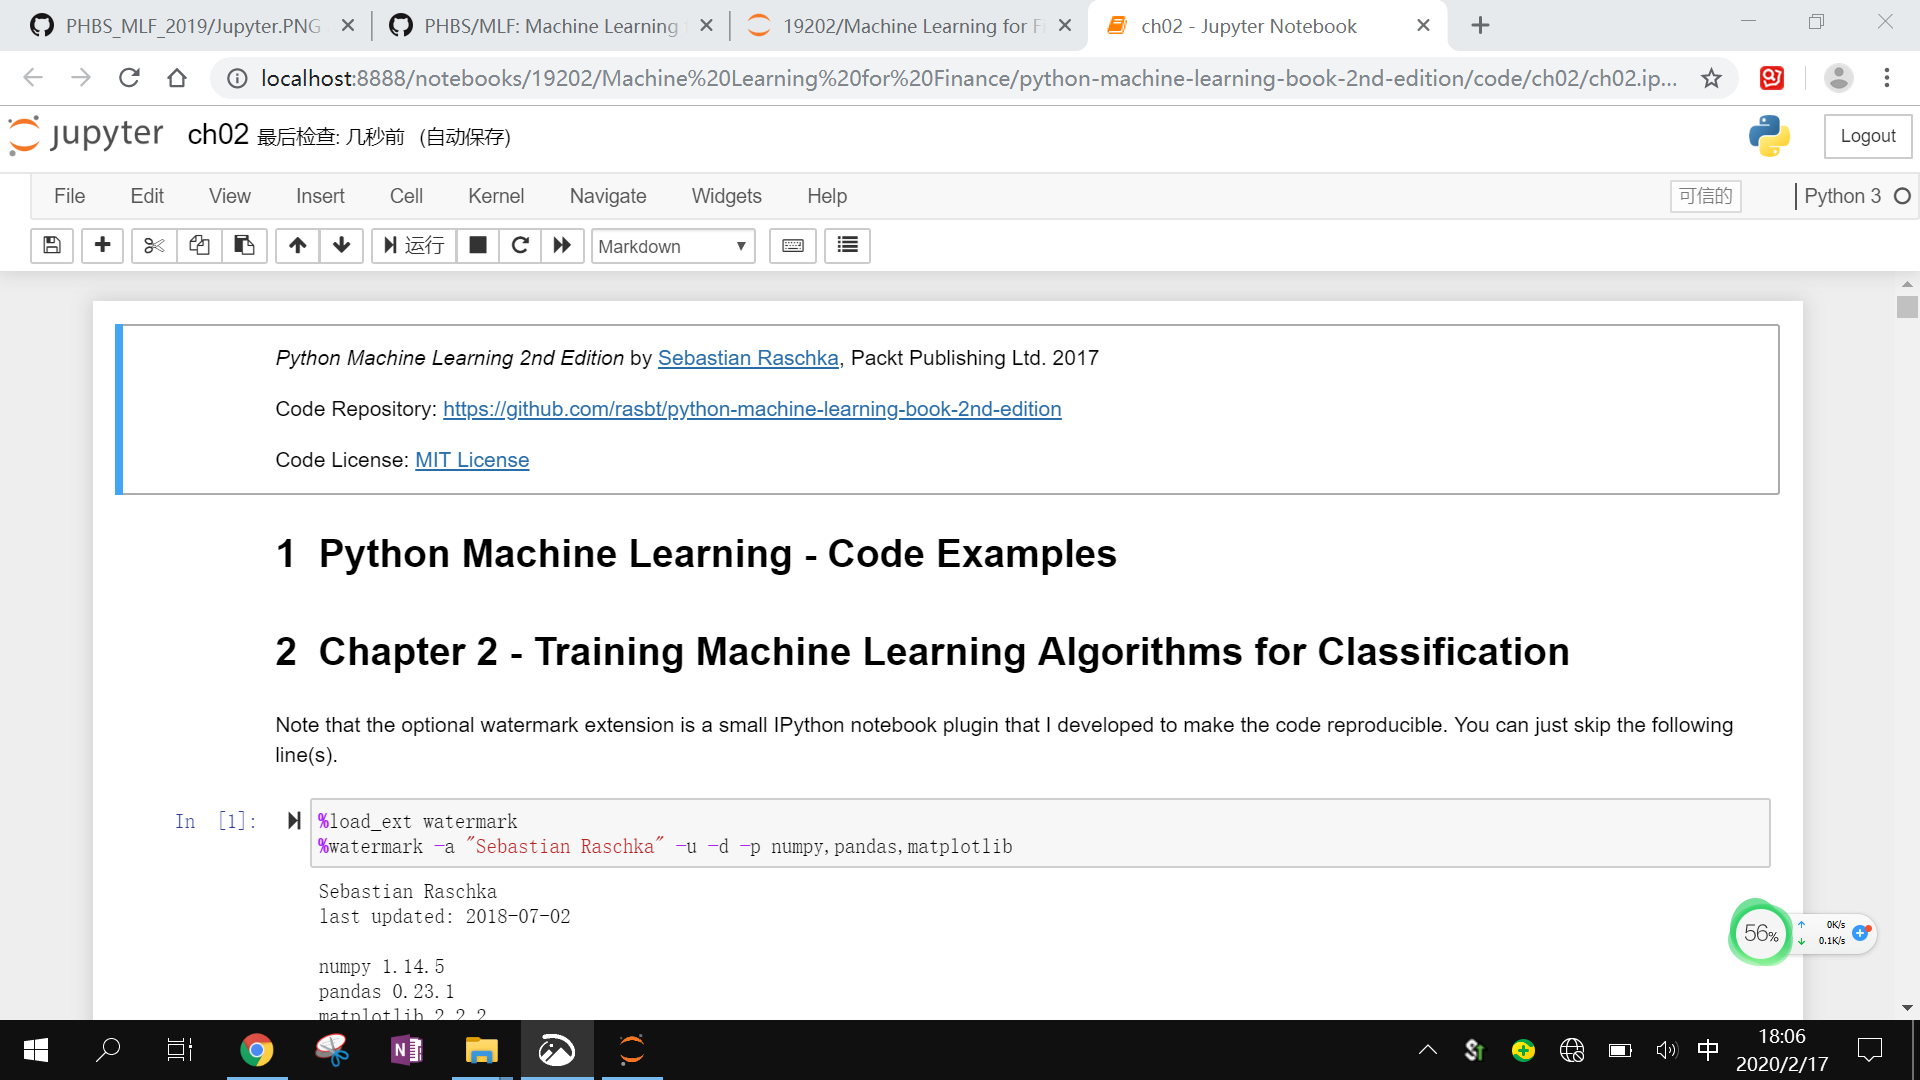 PHBS_MLF_2019/Jupyter.PNG
PHBS/MLF: Machine Learning
19202/Machine Learning for Fi
ch02 - Jupyter Notebook
localhost:8888/notebooks/19202/Machine%20Learning%20for%20Finance/python-machine-learning-book-2nd-edition/code/ch02/ch02.ip...
jupyter ch02 最后检查: 几秒前 (自动保存)
Logout
File Edit View Insert Cell Kernel Navigate Widgets Help
可信的
Python 3
运行
Markdown
Python Machine Learning 2nd Edition by Sebastian Raschka, Packt Publishing Ltd. 2017
Code Repository: https://github.com/rasbt/python-machine-learning-book-2nd-edition
Code License: MIT License
1 Python Machine Learning - Code Examples
2 Chapter 2 - Training Machine Learning Algorithms for Classification
Note that the optional watermark extension is a small IPython notebook plugin that I developed to make the code reproducible. You can just skip the following
line(s).
In [1]:
%load_ext watermark
%watermark -a "Sebastian Raschka" -u -d -p numpy,pandas,matplotlib
Sebastian Raschka
last updated: 2018-07-02
numpy 1.14.5
pandas 0.23.1
matplotlib 2.2.2
56%
0K/s
0.1K/s
中
18:06
2020/2/17